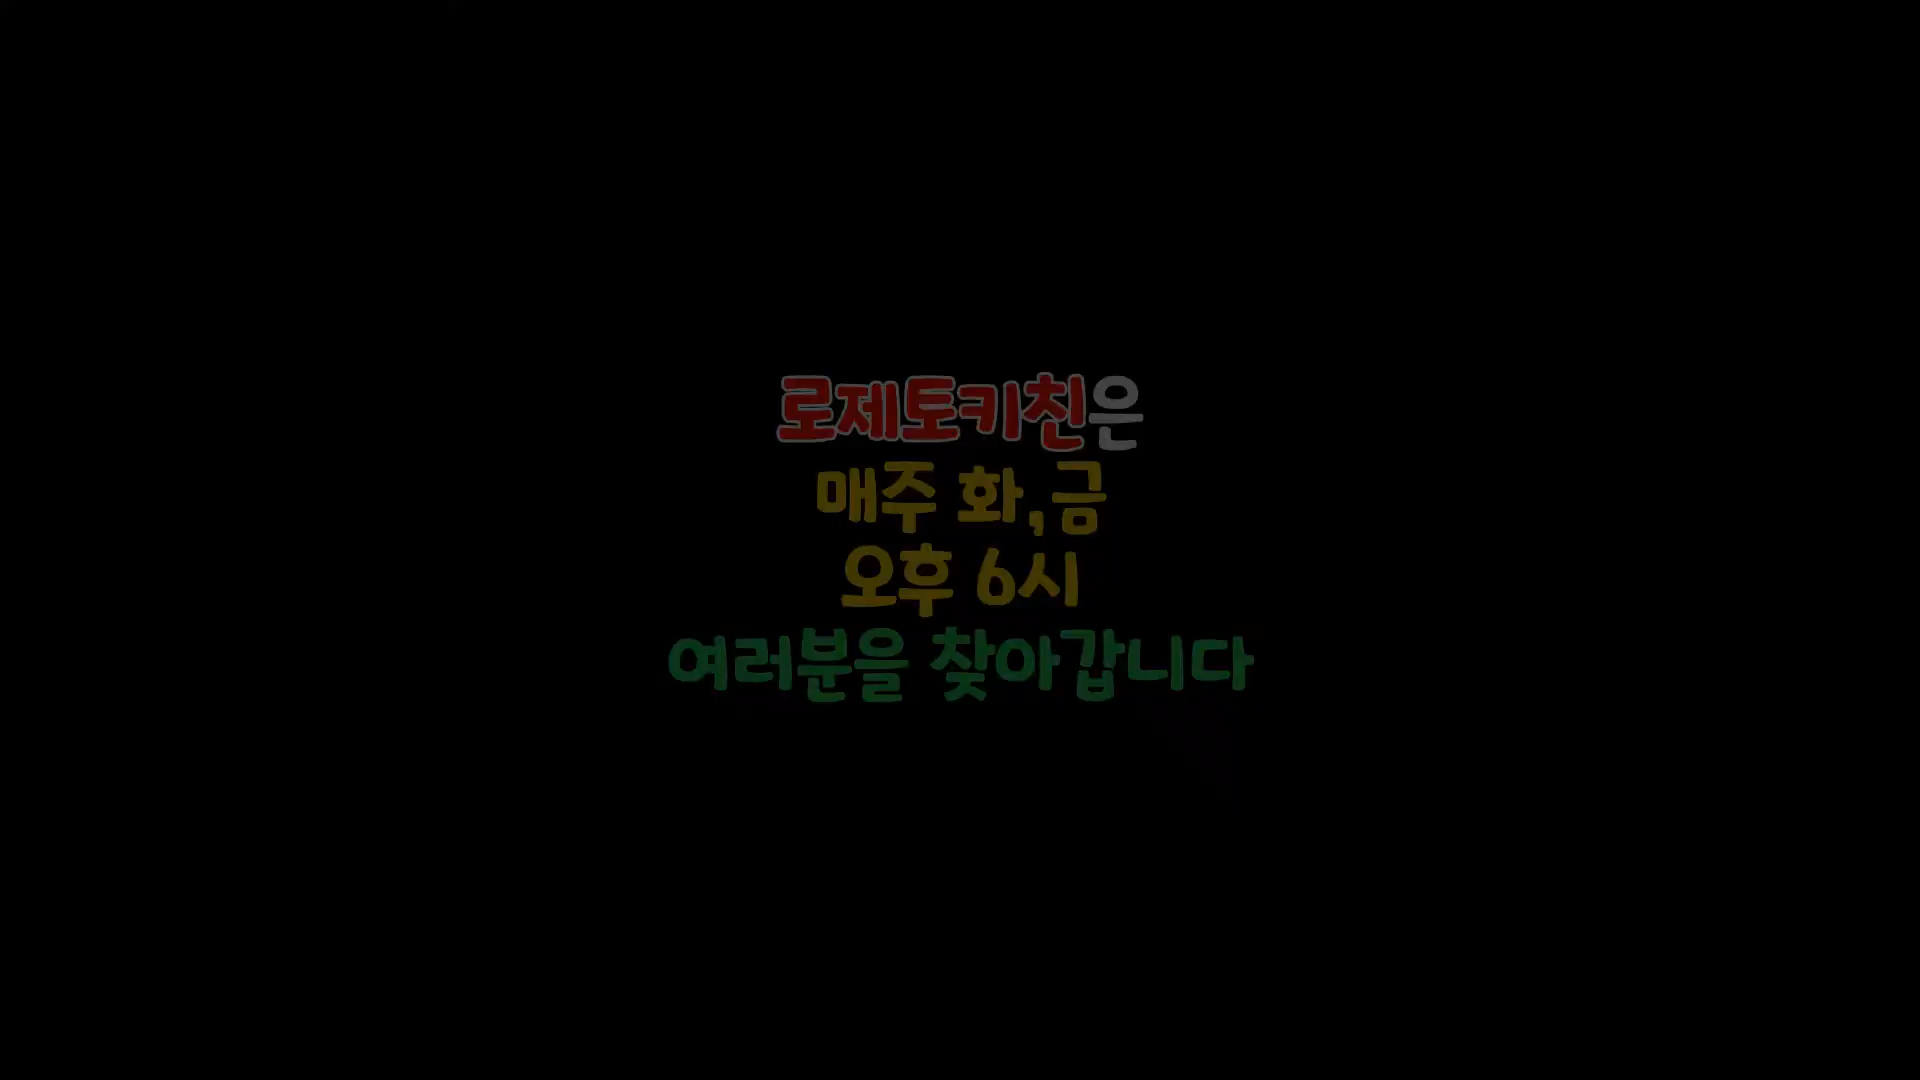 로제토키친은
매주 화,금
오후 6시
여러분을 찾아갑니다